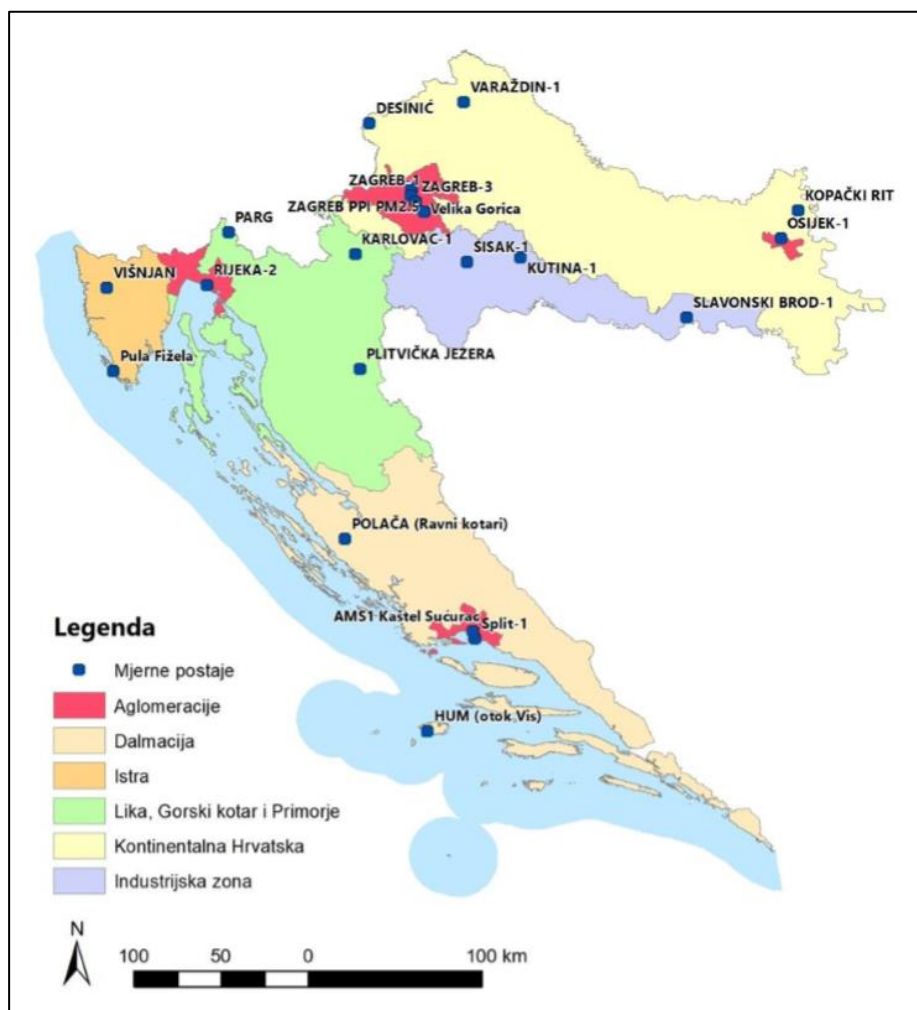 VARAŽDIN-1
DESINIĆ
ZAGREB-1
ZAGREB-3
ZAGREB PPI PM2.5
Velika Gorica
KOPAČKI RIT
OSIJEK-1
PARG
KARLOVAC-1
SISAK-1
KUTINA-1
VIŠNJAN
RIJEKA-2
SLAVONSKI BROD-1
Pula Fižela
PLITVIČKA JEZERA
POLAČA (Ravni kotari)
AMS1 Kaštel Sućurac
Split-1
HUM (otok Vis)
Legenda
Mjerne postaje
Aglomeracije
Dalmacija
Istra
Lika, Gorski kotar i Primorje
Kontinentalna Hrvatska
Industrijska zona
N
100 50 0 100 km